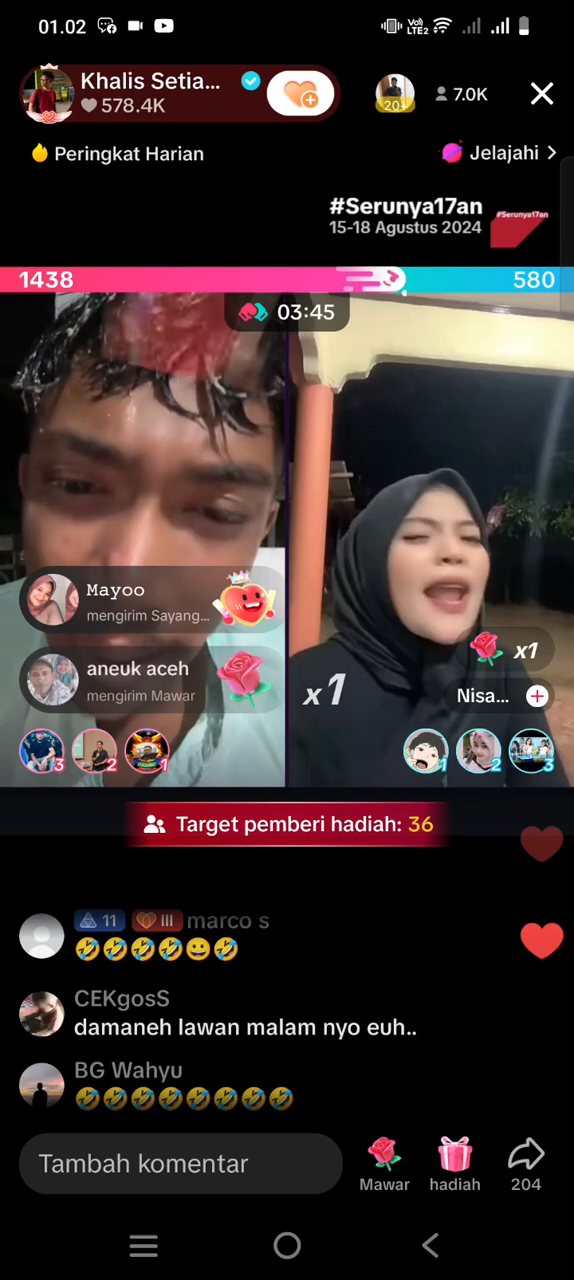 01.02
Vo))
LTE2
Khalis Setia...
578.4K
20+
7.0K
Peringkat Harian
Jelajahi
#Serunya17an
15-18 Agustus 2024
#Serunya17an
1438
580
03:45
Mayoo
mengirim Sayang...
aneuk aceh
mengirim Mawar
x1
x1
Nisa...
3
2
1
1
2
3
Target pemberi hadiah: 36
11
III
marco s
🤣🤣🤣🤣😀🤣
CEKgosS
damaneh lawan malam nyo euh..
BG Wahyu
🤣🤣🤣🤣🤣🤣🤣🤣
Tambah komentar
Mawar
hadiah
204